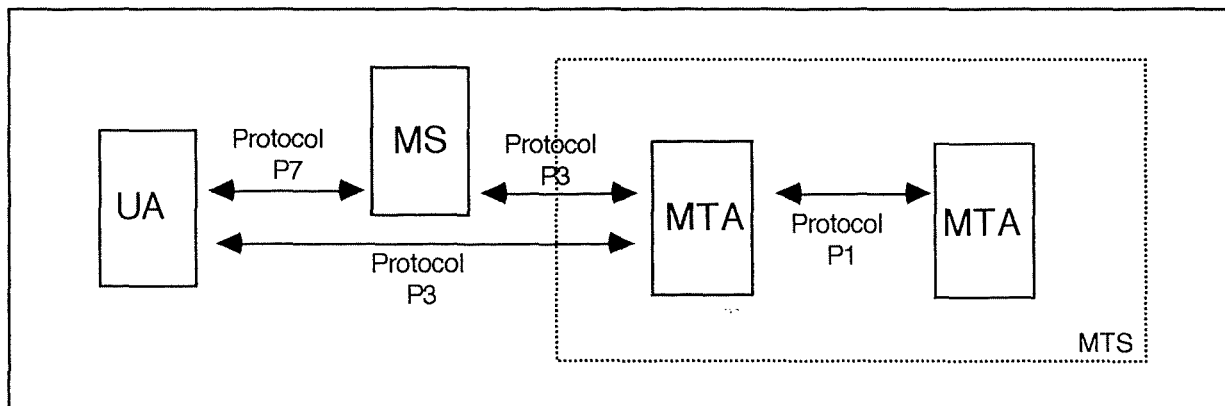 UA
Protocol
P7
MS
Protocol
P3
Protocol
P3
MTA
Protocol
P1
MTA
MTS